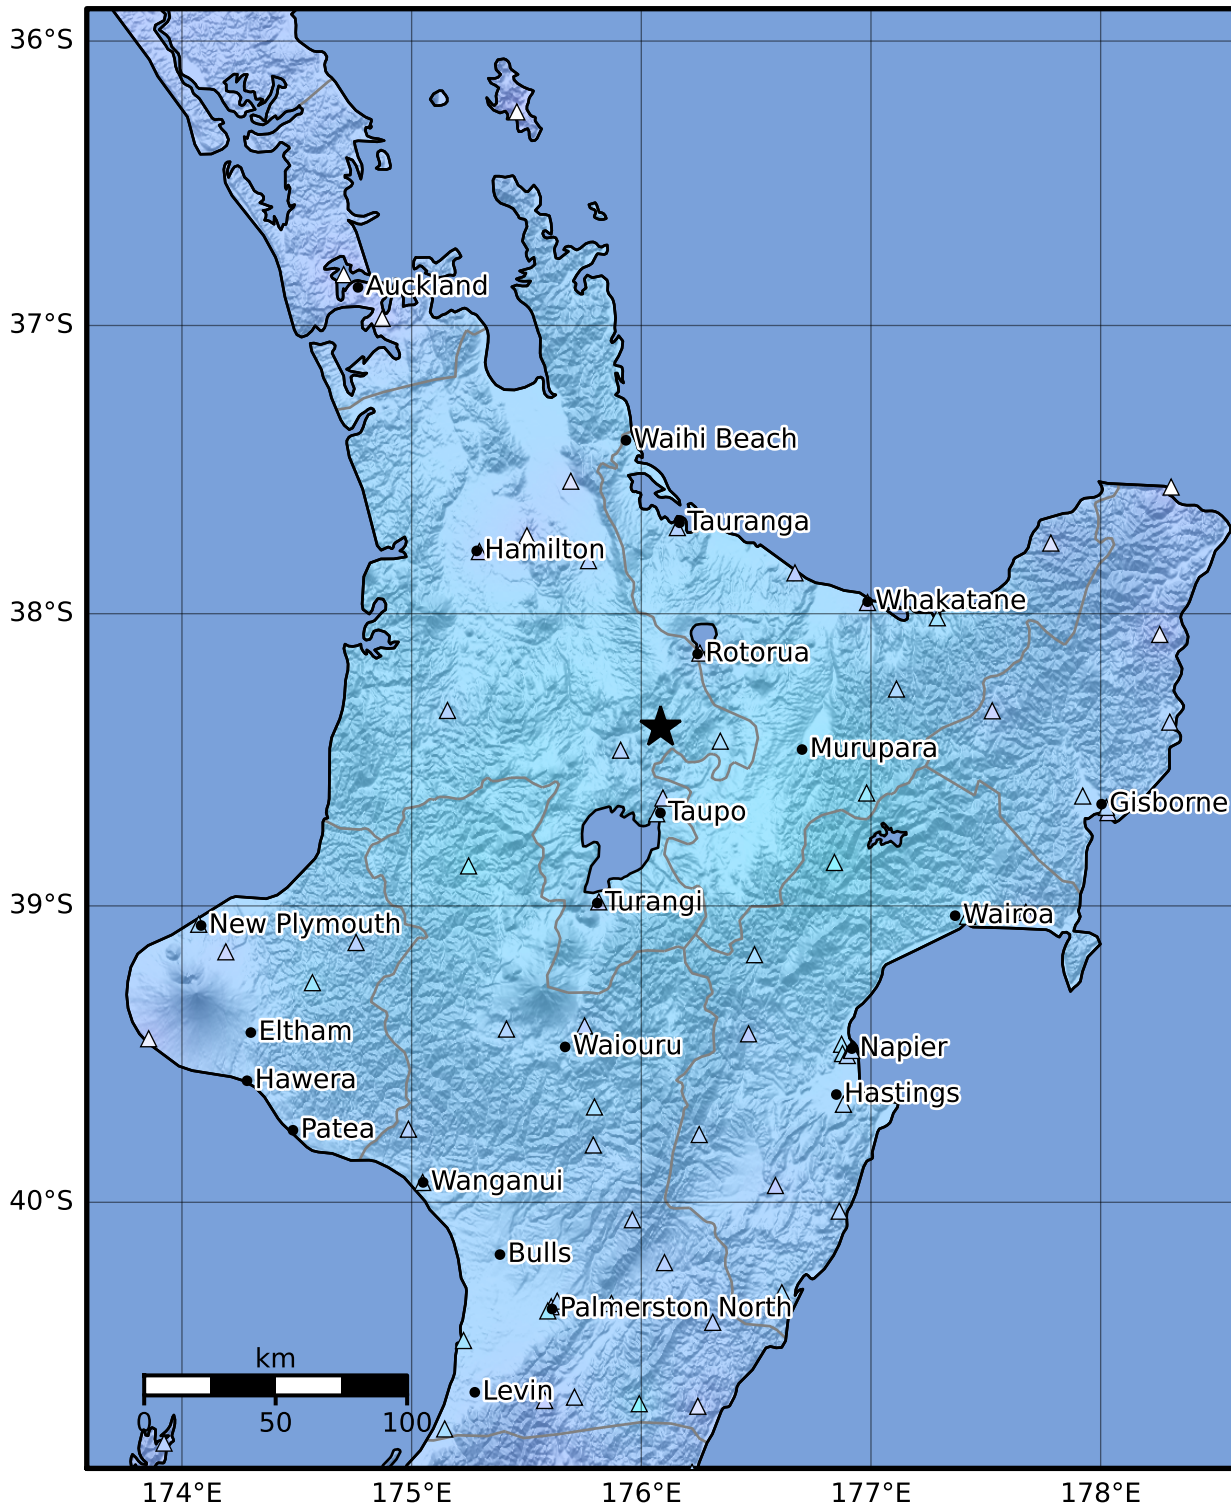 36°S
Auckland
37°S
Waihi Beach
Tauranga
Hamilton
Whakatane
38°S
Rotorua
Murupara
Gisborne
Taupo
Turangi
39°S
Wairoa
New Plymouth
Eltham
Waiouru
Napier
Hawera
Hastings
Patea
Wanganui
40°S
Bulls
Palmerston North
km
Levin
0 50 100
174°E 175°E 176°E 177°E 178°E